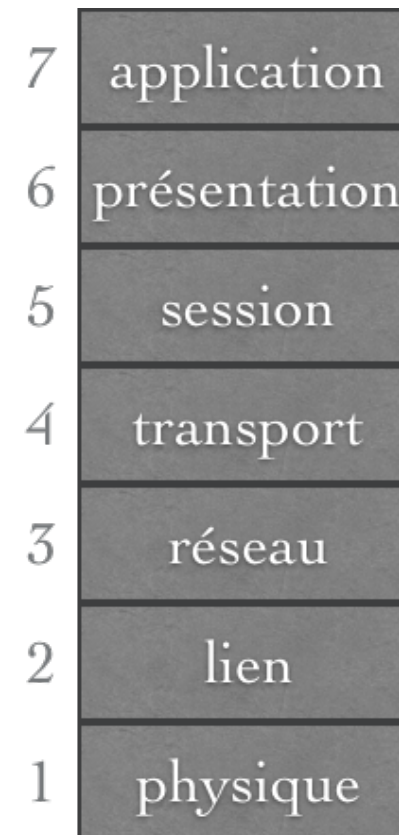 7 application
6 présentation
5 session
4 transport
3 réseau
2 lien
1 physique